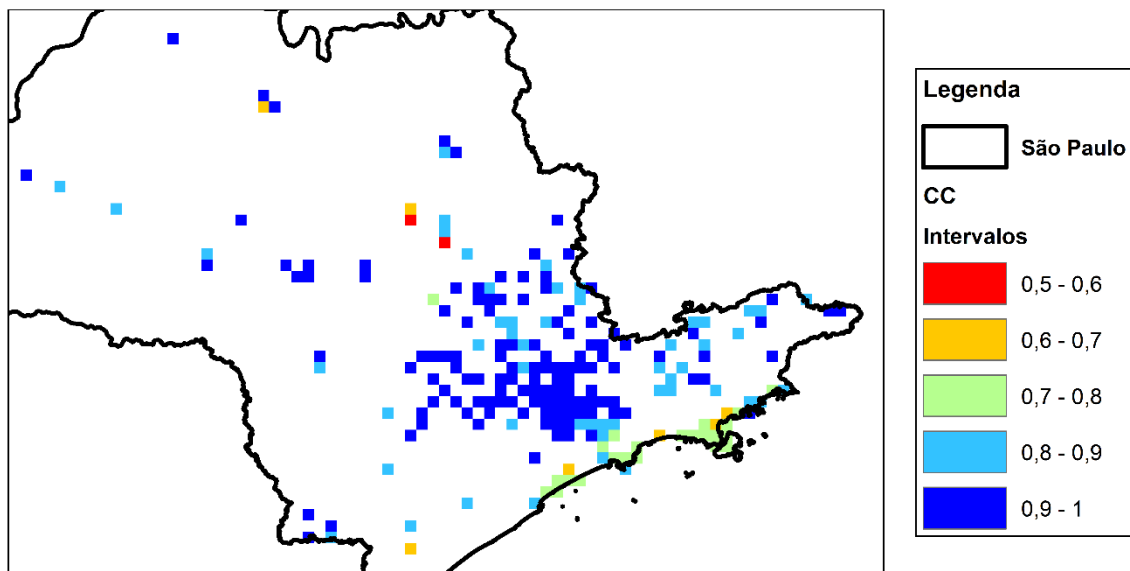 Legenda
São Paulo
CC
Intervalos
0,5 - 0,6
0,6 - 0,7
0,7 - 0,8
0,8 - 0,9
0,9 - 1